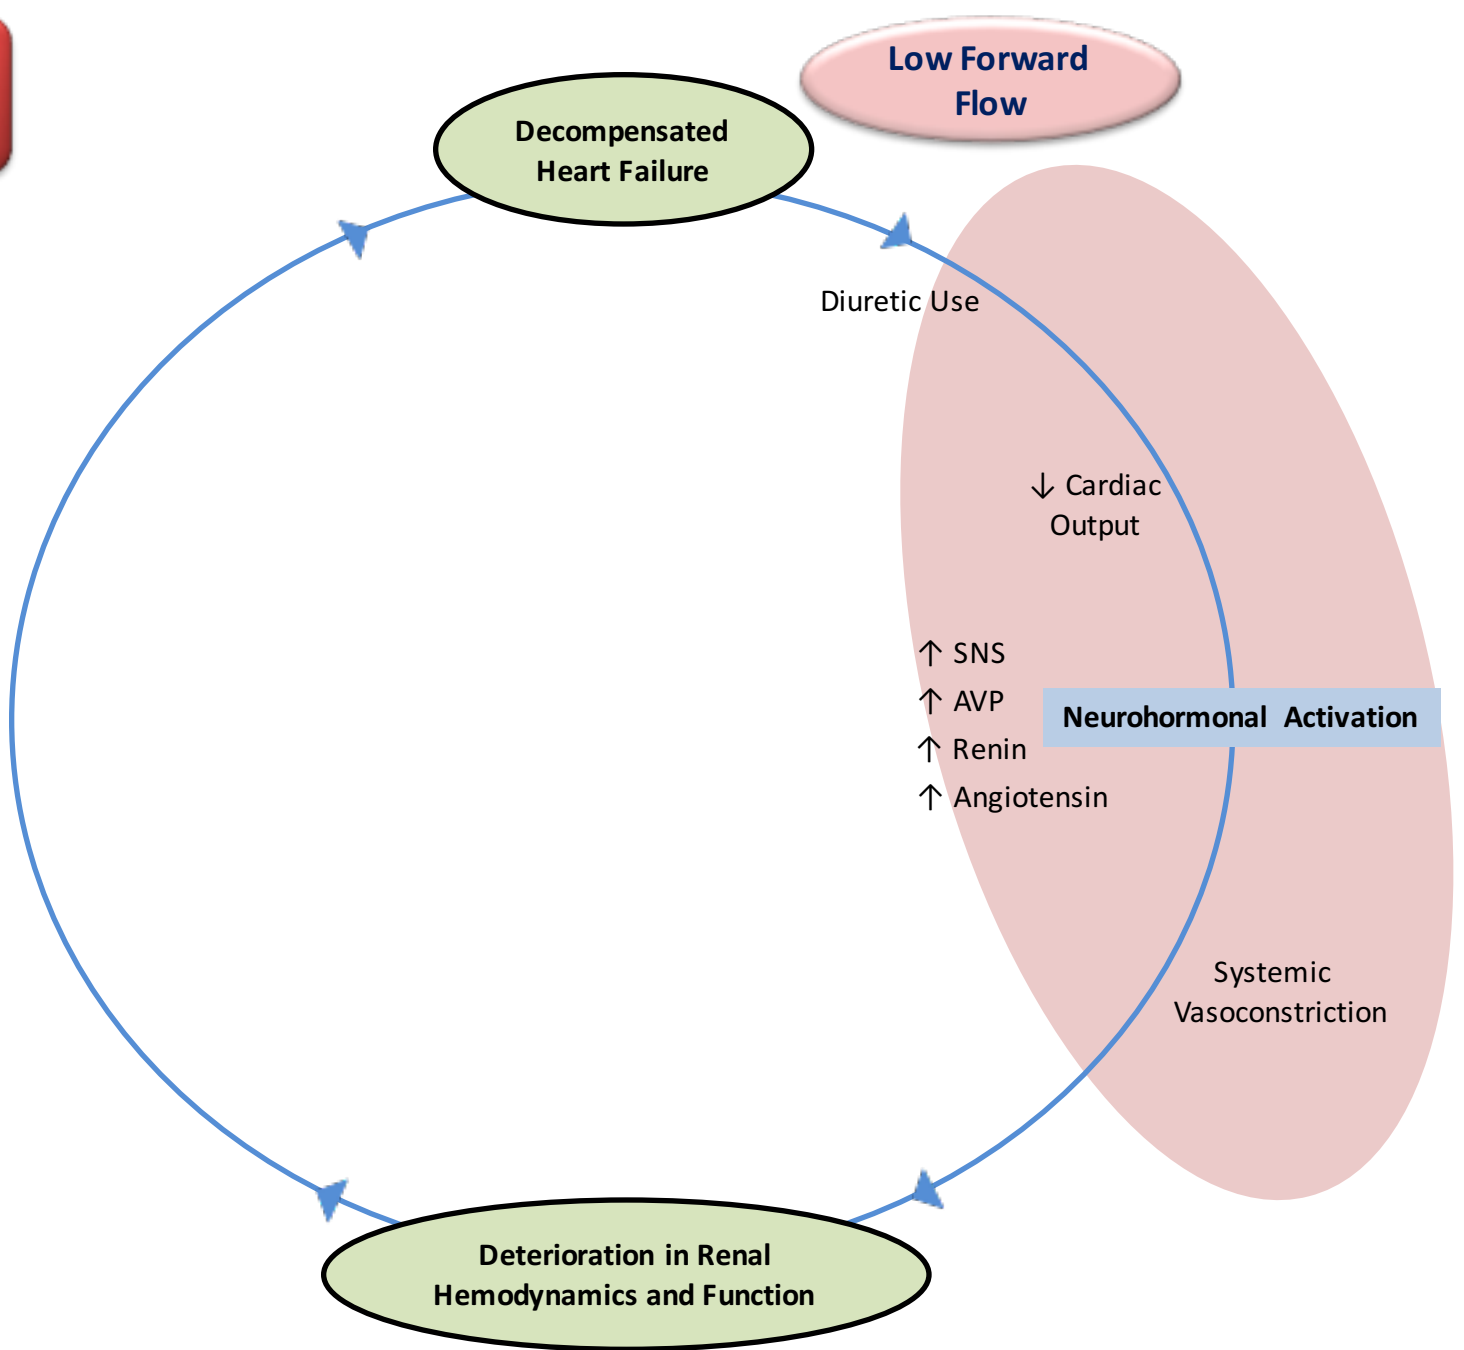 Low Forward
Flow
Decompensated
Heart Failure
Diuretic Use
↓ Cardiac
Output
↑ SNS
↑ AVP
↑ Renin
↑ Angiotensin
Neurohormonal Activation
Systemic
Vasoconstriction
Deterioration in Renal
Hemodynamics and Function